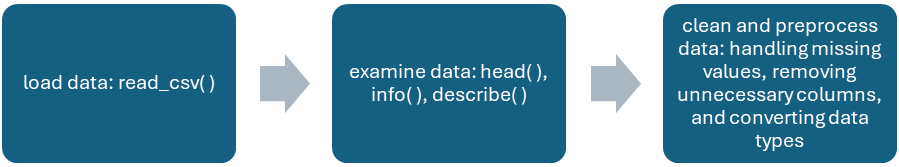 load data: read_csv( )
examine data: head( ),
info( ), describe( )
clean and preprocess
data: handling missing
values, removing
unnecessary columns,
and converting data
types